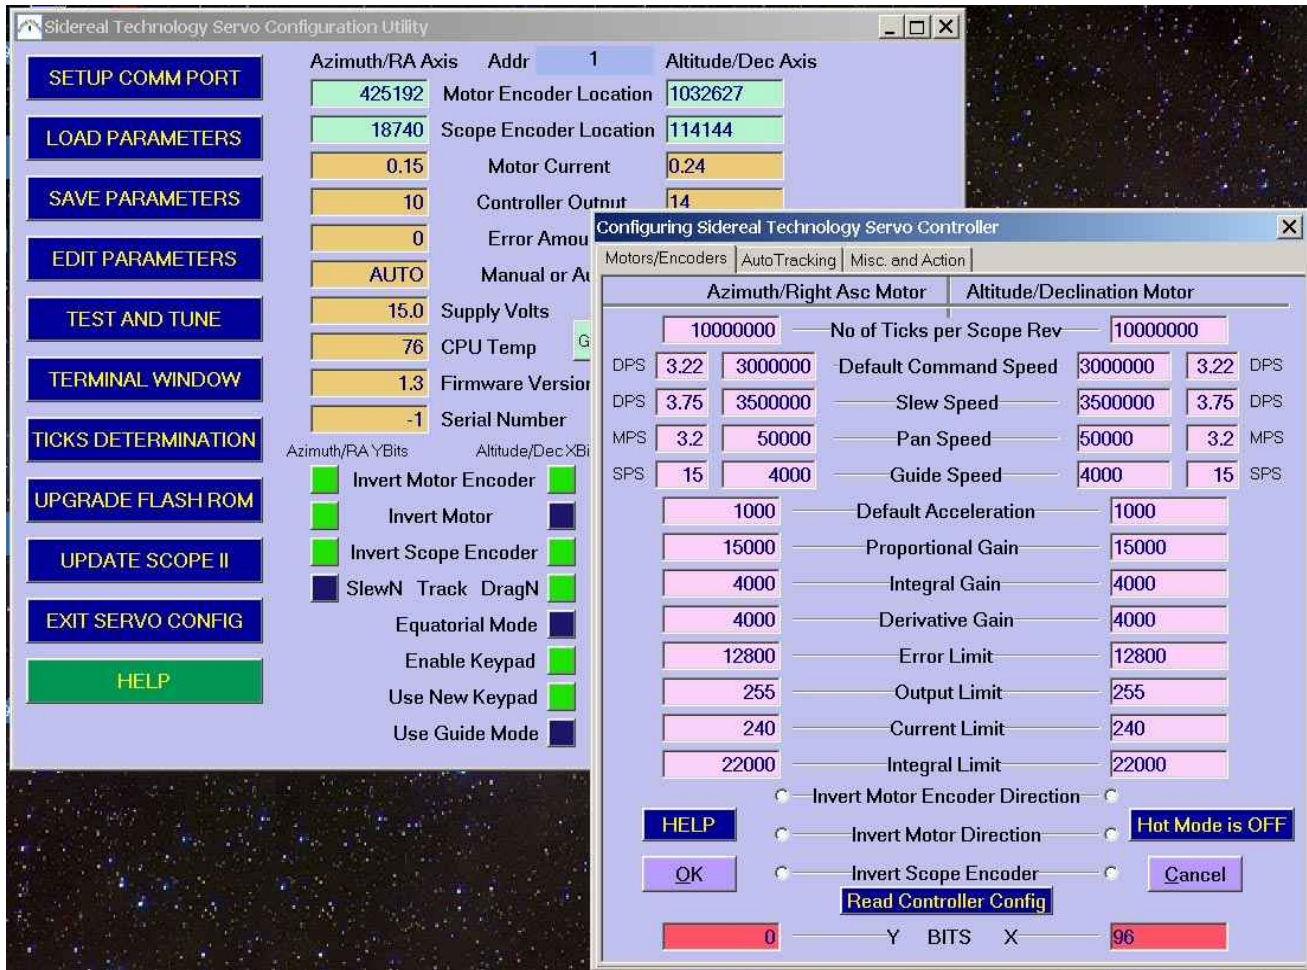 Sidereal Technology Servo Configuration Utility
SETUP COMM PORT
LOAD PARAMETERS
SAVE PARAMETERS
EDIT PARAMETERS
TEST AND TUNE
TERMINAL WINDOW
TICKS DETERMINATION
UPGRADE FLASH ROM
UPDATE SCOPE II
EXIT SERVO CONFIG
HELP
Azimuth/RA Axis Addr 1 Altitude/Dec Axis
425192 Motor Encoder Location 1032627
18740 Scope Encoder Location 114144
0.15 Motor Current 0.24
10 Controller Output 14
0 Error Amou
AUTO Manual or Au
15.0 Supply Volts
76 CPU Temp G
1.3 Firmware Version
-1 Serial Number
Azimuth/RA YBits Altitude/Dec XBi
Invert Motor Encoder
Invert Motor
Invert Scope Encoder
SlewN Track DragN
Equatorial Mode
Enable Keypad
Use New Keypad
Use Guide Mode
Configuring Sidereal Technology Servo Controller
Motors/Encoders AutoTracking Misc. and Action
Azimuth/Right Asc Motor Altitude/Declination Motor
10000000 No of Ticks per Scope Rev 10000000
DPS 3.22 3000000 Default Command Speed 3000000 3.22 DPS
DPS 3.75 3500000 Slew Speed 3500000 3.75 DPS
MPS 3.2 50000 Pan Speed 50000 3.2 MPS
SPS 15 4000 Guide Speed 4000 15 SPS
1000 Default Acceleration 1000
15000 Proportional Gain 15000
4000 Integral Gain 4000
4000 Derivative Gain 4000
12800 Error Limit 12800
255 Output Limit 255
240 Current Limit 240
22000 Integral Limit 22000
Invert Motor Encoder Direction
HELP Invert Motor Direction Hot Mode is OFF
OK Invert Scope Encoder Cancel
Read Controller Config
0 Y BITS X 96